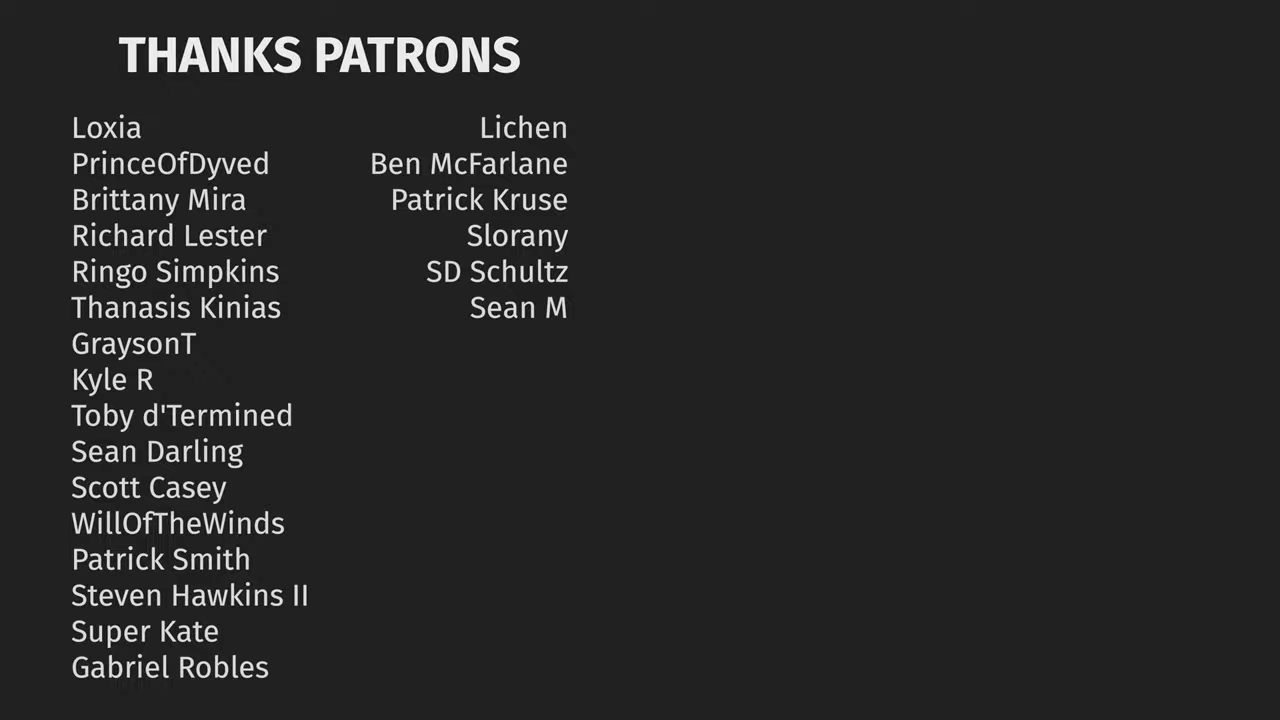 THANKS PATRONS
Loxia
PrinceOfDyved
Brittany Mira
Richard Lester
Ringo Simpkins
Thanasis Kinias
GraysonT
Kyle R
Toby d'Termined
Sean Darling
Scott Casey
WillOfTheWinds
Patrick Smith
Steven Hawkins II
Super Kate
Gabriel Robles
Lichen
Ben McFarlane
Patrick Kruse
Slorany
SD Schultz
Sean M